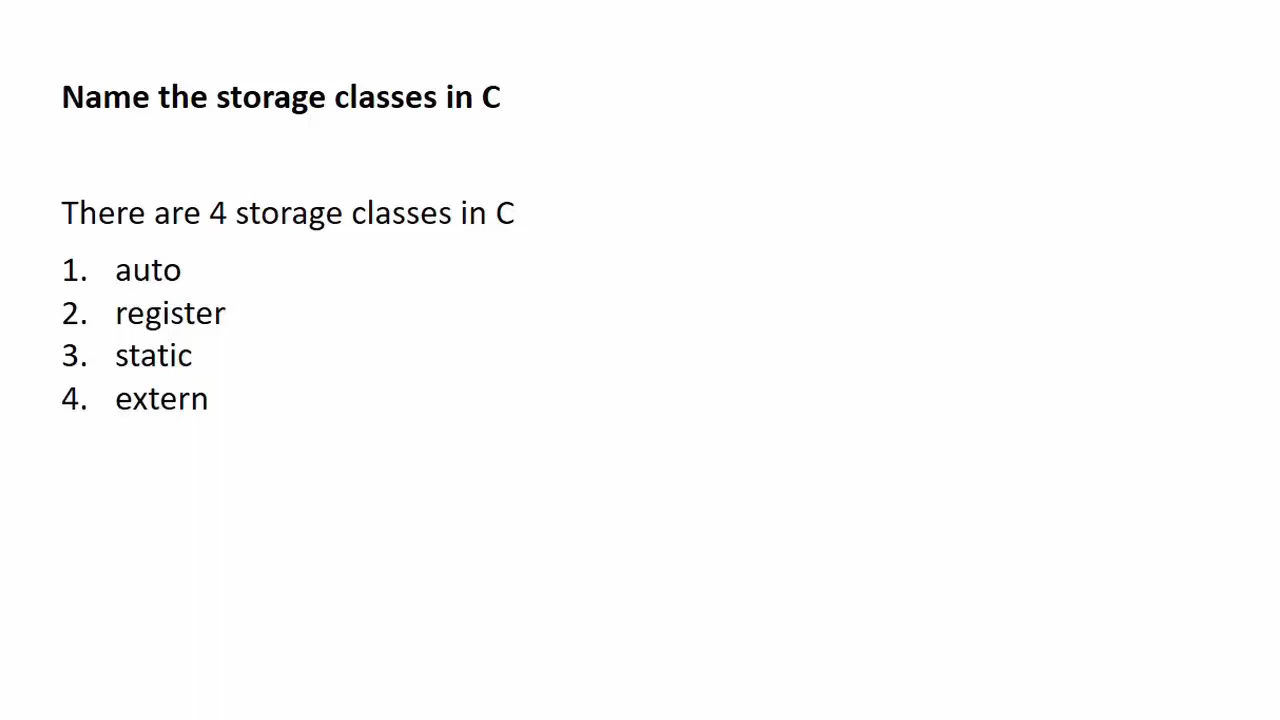 Name the storage classes in C
There are 4 storage classes in C
1. auto
2. register
3. static
4. extern